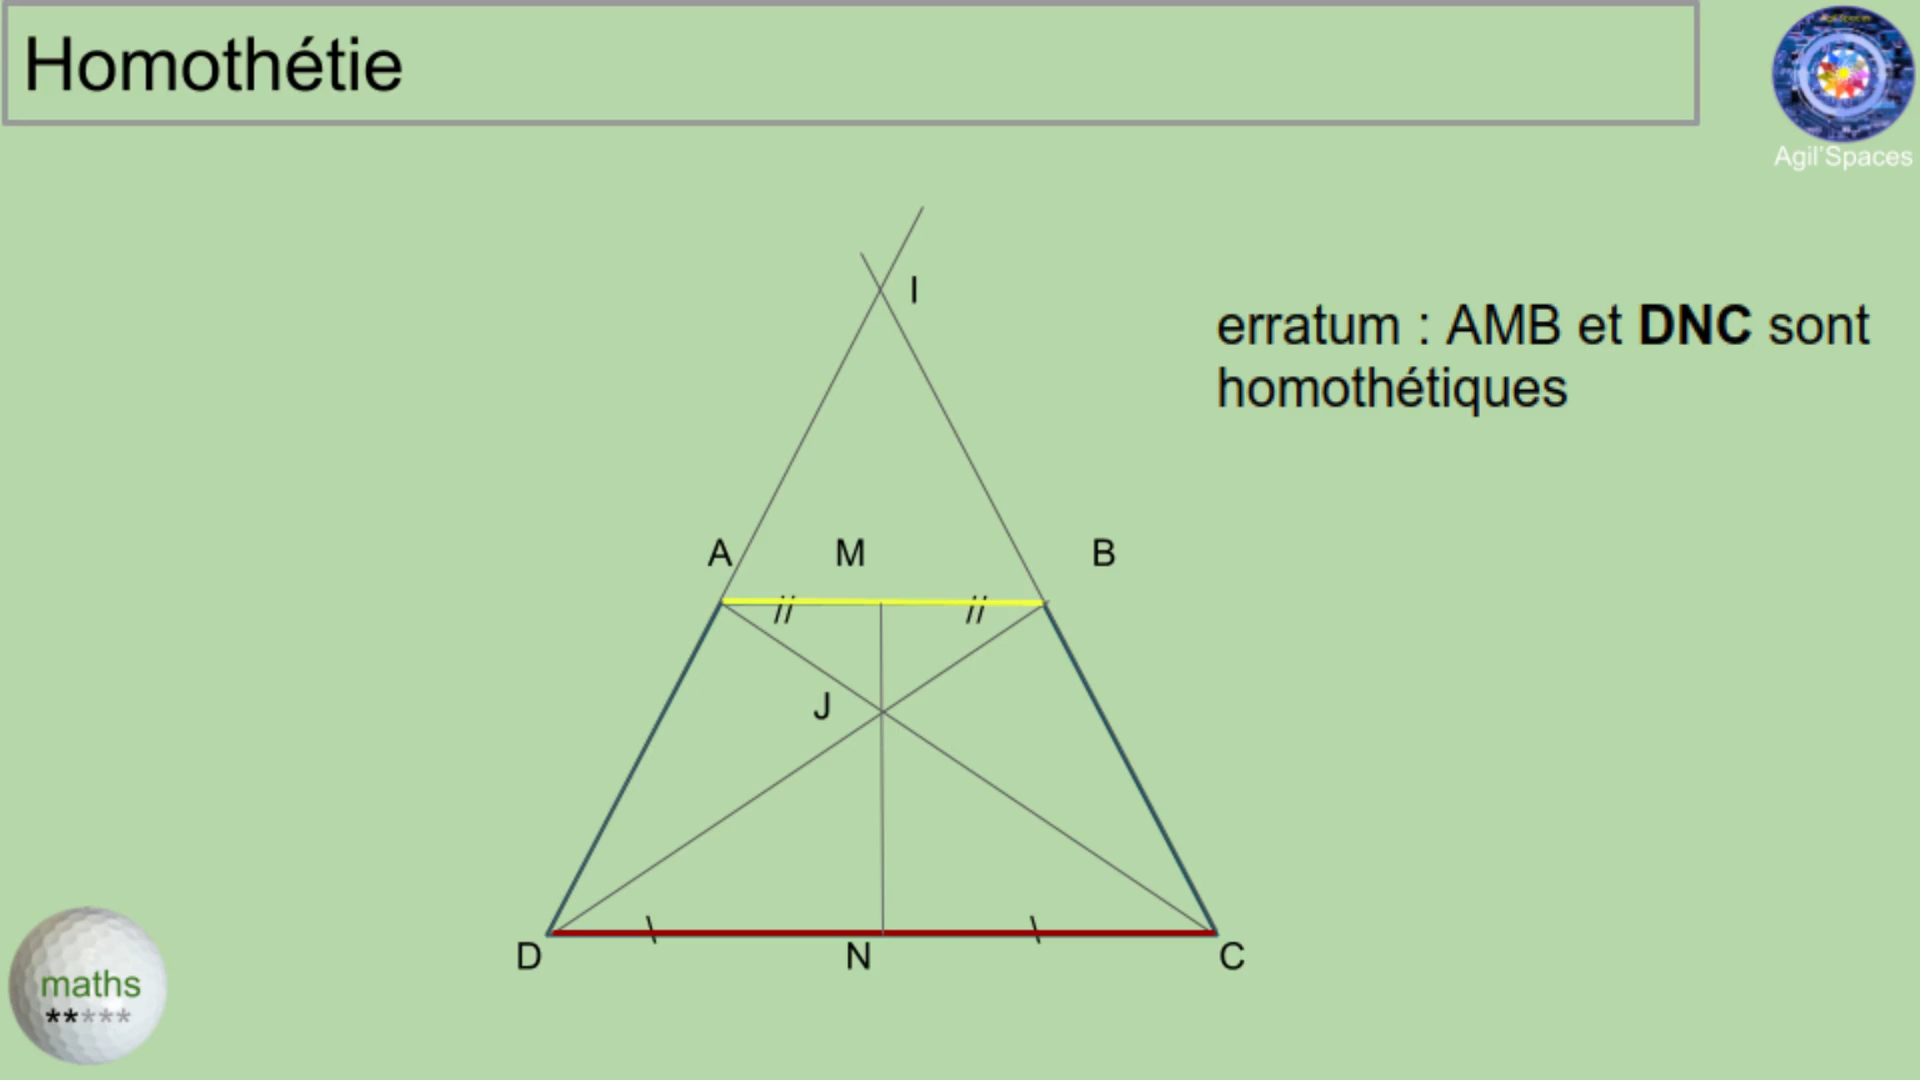 Homothétie
Agil'Spaces
I
erratum : AMB et DNC sont
homothétiques
A M B
J
D N C
maths
*****